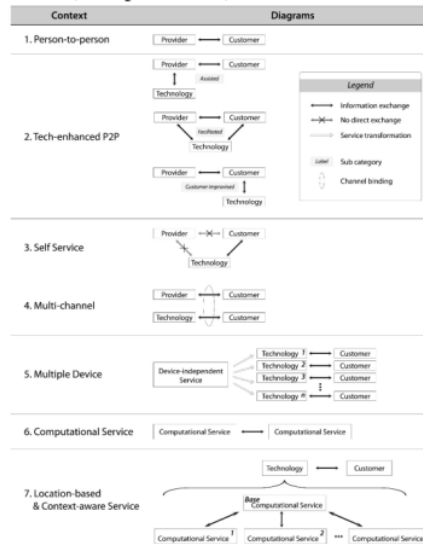 Context Diagrams
1. Person-to-person
Provider Customer
2. Tech-enhanced P2P
Provider Customer
Assisted
Technology
Provider Customer
Facilitated
Technology
Provider Customer
Customer improvised
Technology
Legend
Information exchange
No direct exchange
Service transformation
Label Sub category
Channel binding
3. Self Service
Provider Customer
Technology
4. Multi-channel
Provider Customer
Technology Customer
5. Multiple Device
Device-independent
Service
Technology 1 Customer
Technology 2 Customer
Technology 3 Customer
Technology n Customer
6. Computational Service
Computational Service Computational Service
7. Location-based
& Context-aware Service
Technology Customer
Base
Computational Service
Computational Service 1 Computational Service 2 ••• Computational Service